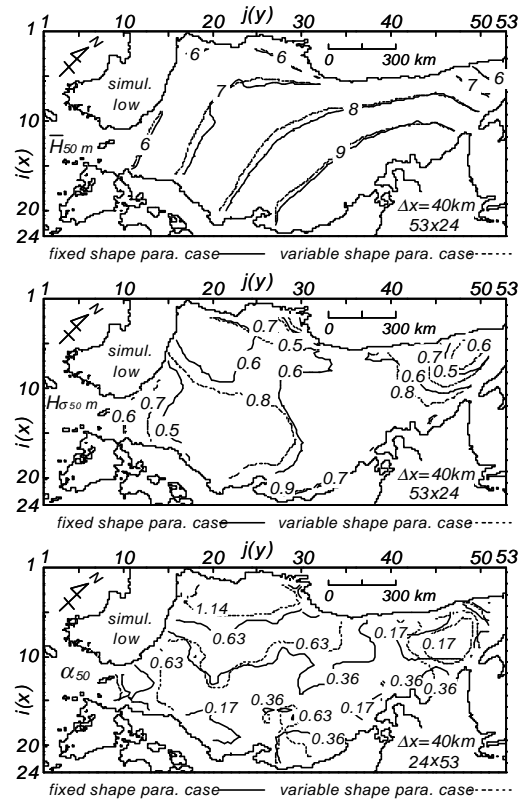 j(y)
1 10 20 30 40 50 53
1
10
20
24
i(x)
N
simul.
low
0 300 km
6 6 6
7 7
8
9
6
H̅50 m
Δx=40km
53x24
fixed shape para. case variable shape para. case
j(y)
1 10 20 30 40 50 53
1
10
20
24
i(x)
N
simul.
low
0 300 km
0.7
0.5
0.6 0.6
0.7 0.6
0.5
0.6
0.8
0.8
0.7
0.6
0.5
0.9 0.7
Hσ50 m
Δx=40km
53x24
fixed shape para. case variable shape para. case
j(y)
1 10 20 30 40 50 53
1
10
20
24
i(x)
N
simul.
low
0 300 km
1.14
0.63 0.63
0.17
0.17
0.63
0.36
0.36
0.36
0.17
0.36
0.63
0.17
0.36
α50
Δx=40km
24x53
fixed shape para. case variable shape para. case